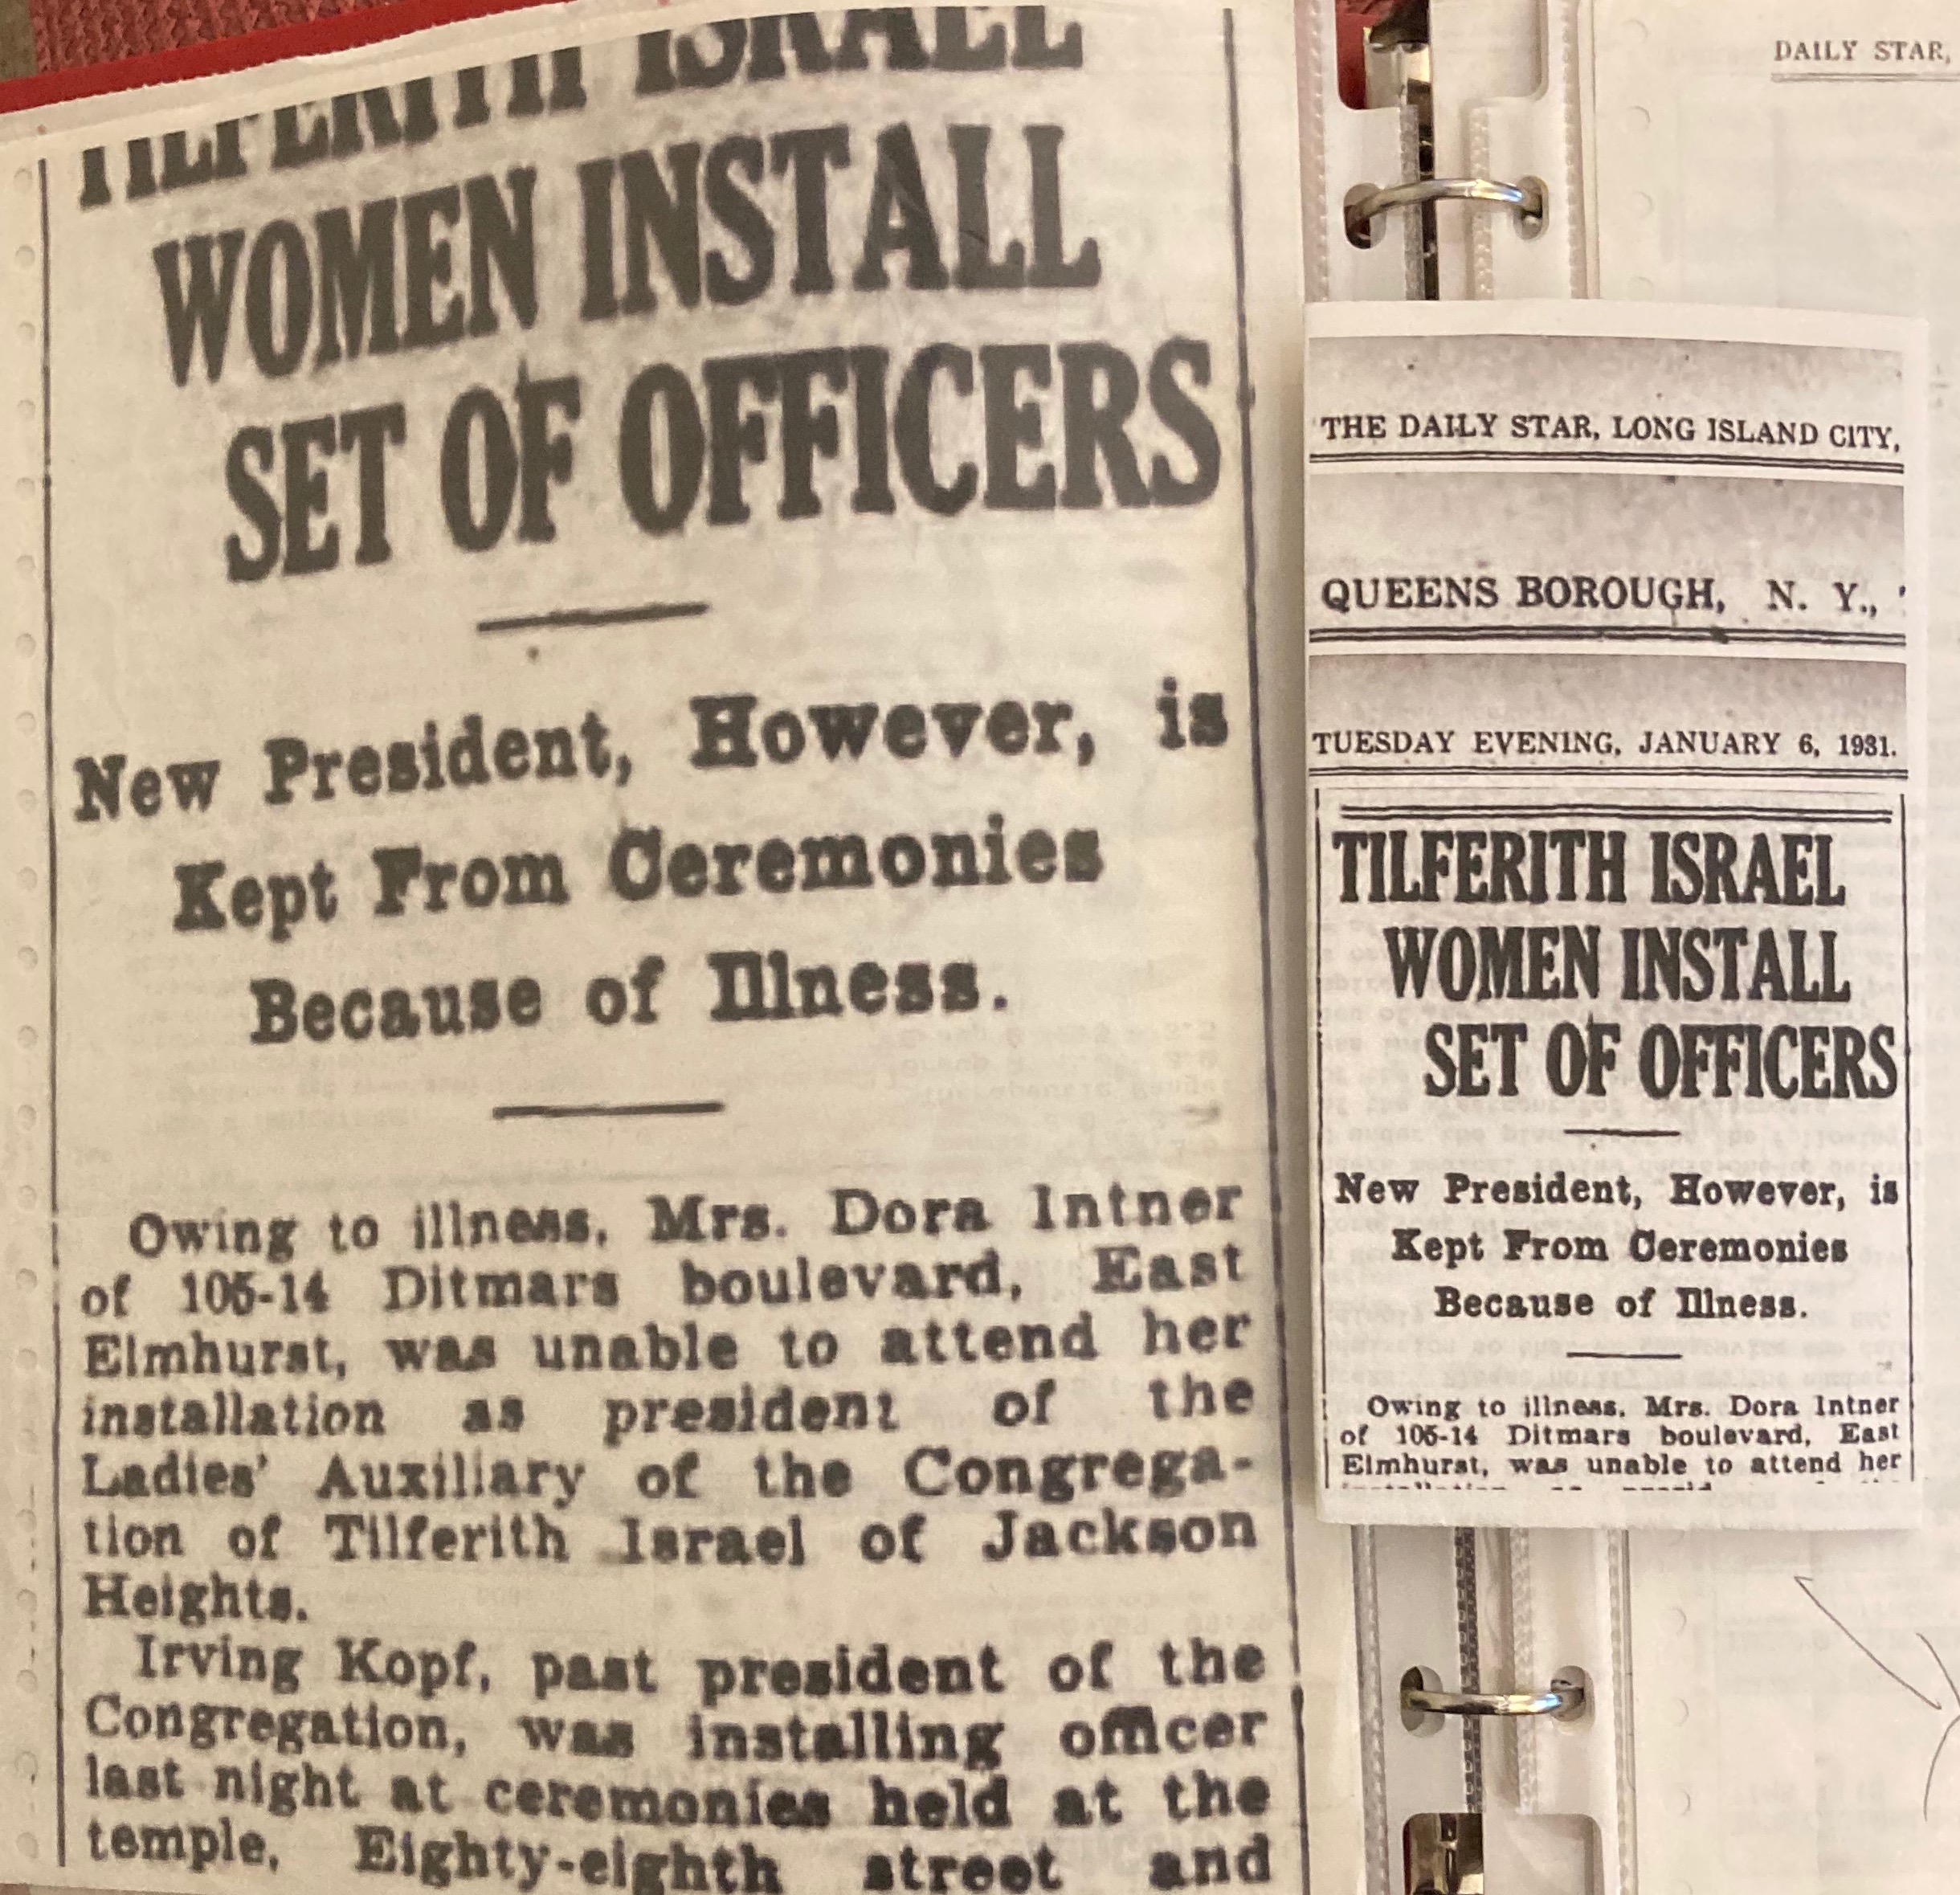 TILFERITH ISRAEL
WOMEN INSTALL
SET OF OFFICERS
New President, However, is
Kept From Ceremonies
Because of Illness.
Owing to illness, Mrs. Dora Intner
of 105-14 Ditmars boulevard, East
Elmhurst, was unable to attend her
installation as president of the
Ladies' Auxiliary of the Congrega-
tion of Tilferith Israel of Jackson
Heights.
Irving Kopf, past president of the
Congregation, was installing officer
last night at ceremonies held at the
temple, Eighty-eighth street and
DAILY STAR,
THE DAILY STAR, LONG ISLAND CITY,
QUEENS BOROUGH, N. Y.,
TUESDAY EVENING, JANUARY 6, 1931.
TILFERITH ISRAEL
WOMEN INSTALL
SET OF OFFICERS
New President, However, is
Kept From Ceremonies
Because of Illness.
Owing to illness, Mrs. Dora Intner
of 105-14 Ditmars boulevard, East
Elmhurst, was unable to attend her